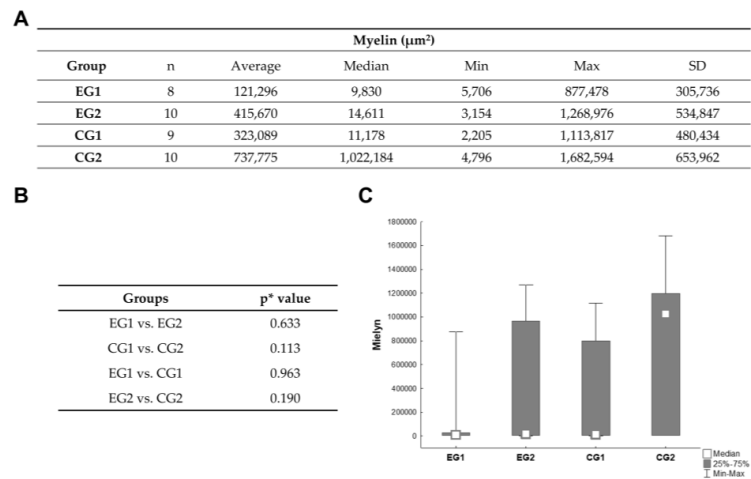 A
Myelin (μm²)
Group n Average Median Min Max SD
EG1 8 121,296 9,830 5,706 877,478 305,736
EG2 10 415,670 14,611 3,154 1,268,976 534,847
CG1 9 323,089 11,178 2,205 1,113,817 480,434
CG2 10 737,775 1,022,184 4,796 1,682,594 653,962
B
Groups p* value
EG1 vs. EG2 0.633
CG1 vs. CG2 0.113
EG1 vs. CG1 0.963
EG2 vs. CG2 0.190
C
1800000
1600000
1400000
1200000
1000000
800000
600000
400000
200000
0
Mielyn
EG1 EG2 CG1 CG2
Median
25%-75%
Min-Max